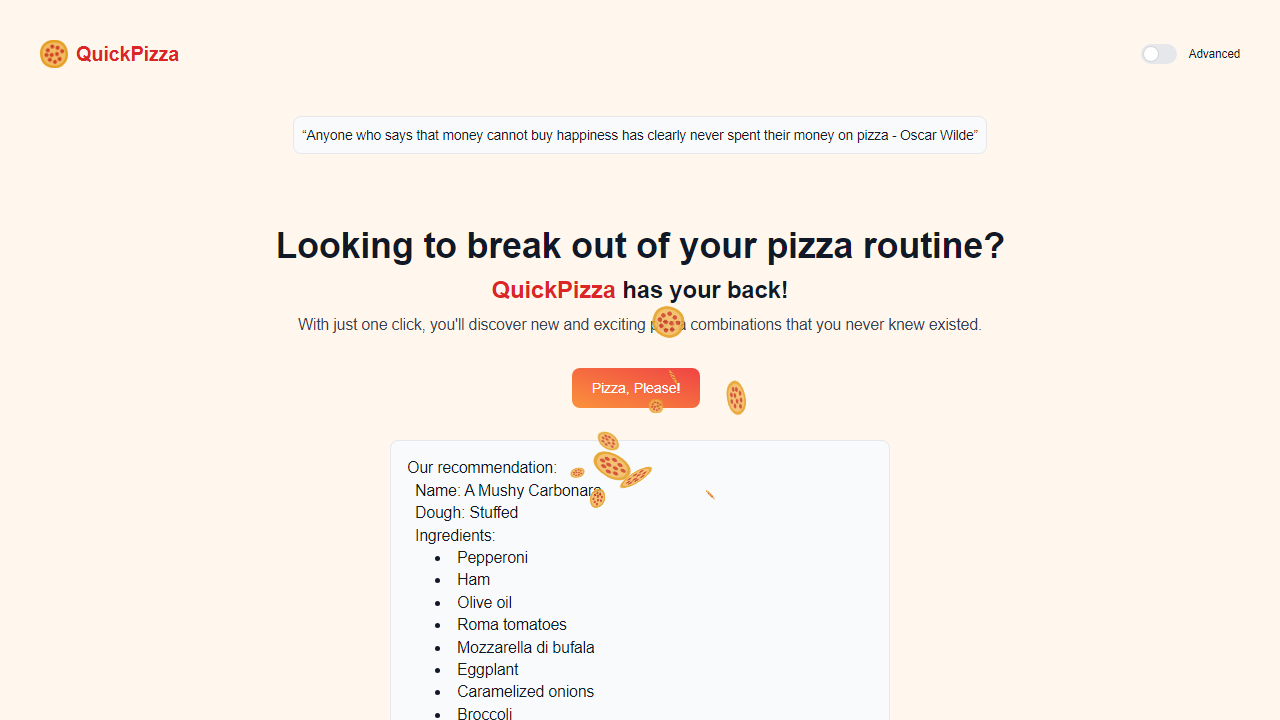 QuickPizza
Advanced
“Anyone who says that money cannot buy happiness has clearly never spent their money on pizza - Oscar Wilde”
Looking to break out of your pizza routine?
QuickPizza has your back!
With just one click, you'll discover new and exciting pizza combinations that you never knew existed.
Pizza, Please!
Our recommendation:
Name: A Mushy Carbonara
Dough: Stuffed
Ingredients:
Pepperoni
Ham
Olive oil
Roma tomatoes
Mozzarella di bufala
Eggplant
Caramelized onions
Broccoli